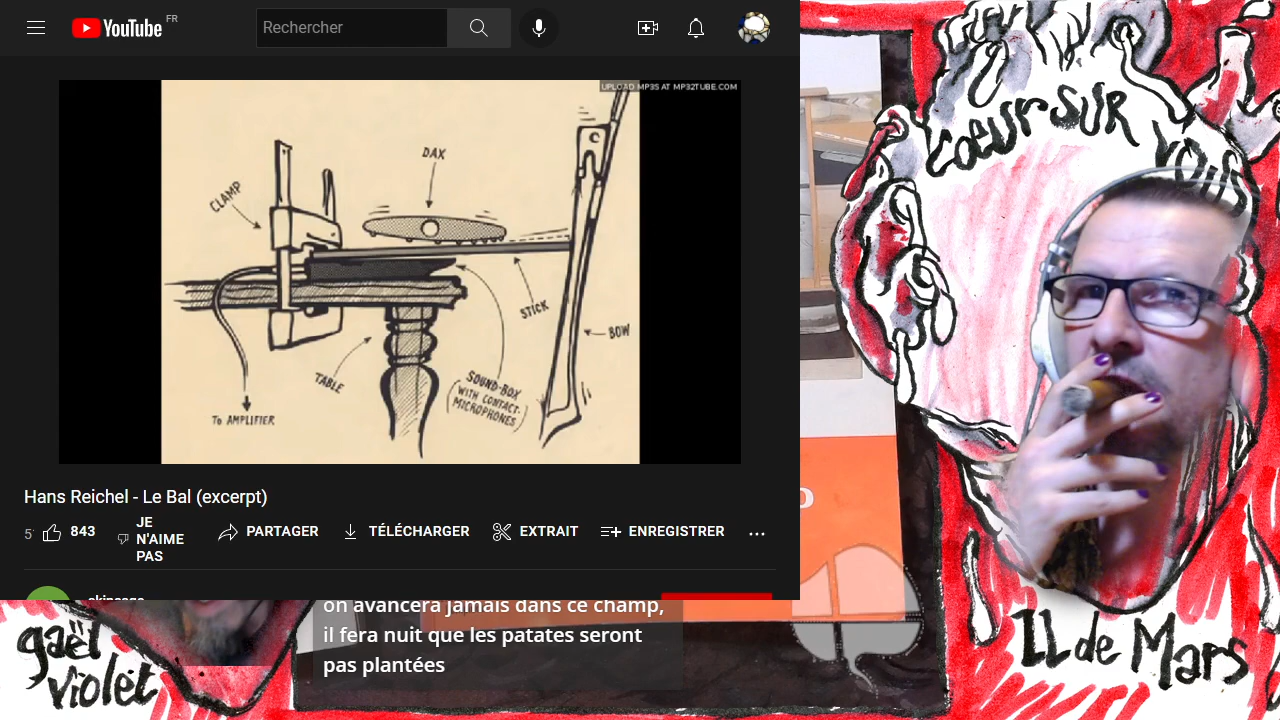 YouTube FR
Rechercher
UPLOAD MP3S AT MP32TUBE.COM
DAX
CLAMP
STICK
BOW
TABLE
SOUND-BOX
(WITH CONTACT-
MICROPHONES)
To AMPLIFIER
Hans Reichel - Le Bal (excerpt)
843
JE
N'AIME
PAS
PARTAGER
TÉLÉCHARGER
EXTRAIT
ENREGISTRER
...
on avancera jamais dans ce champ,
il fera nuit que les patates seront
pas plantées
coeur SUR
VOUS
gaël
violet
IL de Mars